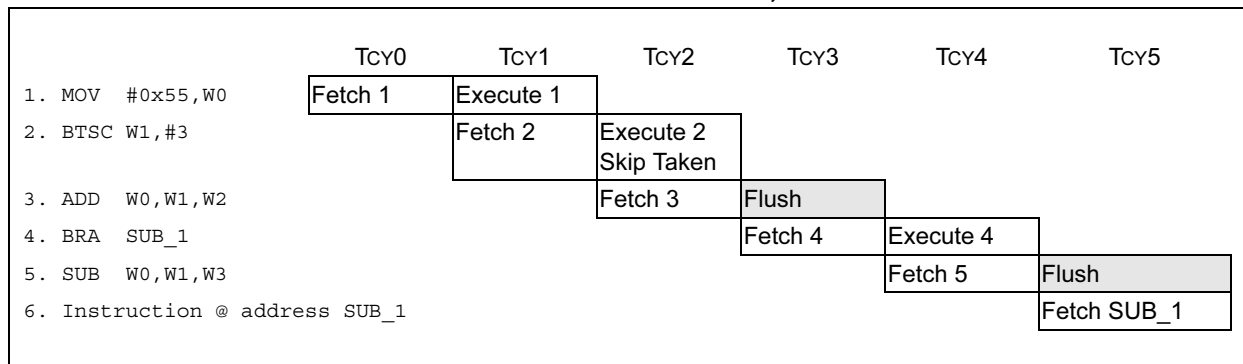 TCY0 TCY1 TCY2 TCY3 TCY4 TCY5
1. MOV #0x55,W0 Fetch 1 Execute 1
2. BTSC W1,#3 Fetch 2 Execute 2
Skip Taken
3. ADD W0,W1,W2 Fetch 3 Flush
4. BRA SUB_1 Fetch 4 Execute 4
5. SUB W0,W1,W3 Fetch 5 Flush
6. Instruction @ address SUB_1 Fetch SUB_1